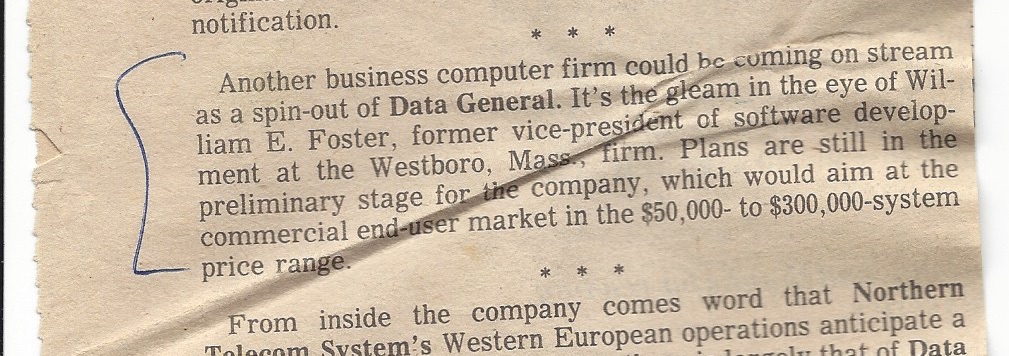 notification.
* * *
Another business computer firm could be coming on stream
as a spin-out of Data General. It's the gleam in the eye of Wil-
liam E. Foster, former vice-president of software develop-
ment at the Westboro, Mass., firm. Plans are still in the
preliminary stage for the company, which would aim at the
commercial end-user market in the $50,000- to $300,000-system
price range.
* * *
From inside the company comes word that Northern
Telecom System's Western European operations anticipate a
that of Data